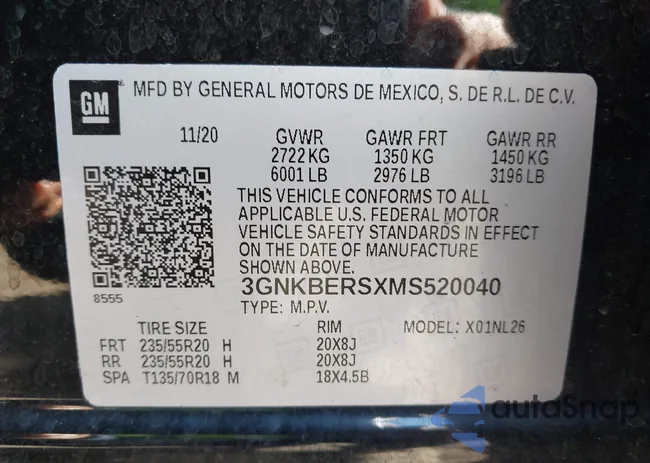 GM
MFD BY GENERAL MOTORS DE MEXICO, S. DE R.L. DE C.V.
11/20 GVWR GAWR FRT GAWR RR
2722 KG 1350 KG 1450 KG
6001 LB 2976 LB 3196 LB
THIS VEHICLE CONFORMS TO ALL
APPLICABLE U.S. FEDERAL MOTOR
VEHICLE SAFETY STANDARDS IN EFFECT
ON THE DATE OF MANUFACTURE
SHOWN ABOVE.
8555
3GNKBERSXMS520040
TYPE: M.P.V.
TIRE SIZE RIM MODEL: X01NL26
FRT 235/55R20 H 20X8J
RR 235/55R20 H 20X8J
SPA T135/70R18 M 18X4.5B
autoSnap